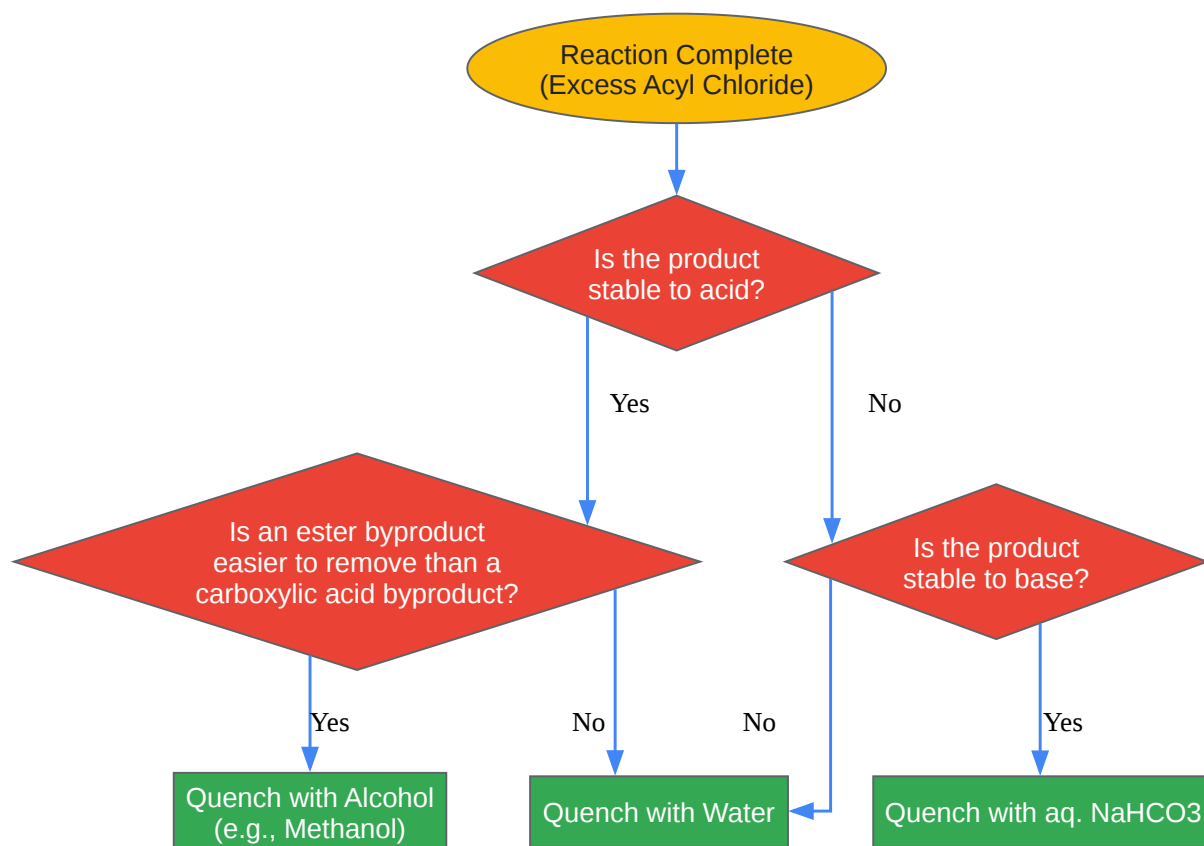 Reaction Complete
(Excess Acyl Chloride)
Is the product
stable to acid?
Yes
No
Is an ester byproduct
easier to remove than a
carboxylic acid byproduct?
Is the product
stable to base?
Yes
No
No
Yes
Quench with Alcohol
(e.g., Methanol)
Quench with Water
Quench with aq. NaHCO3